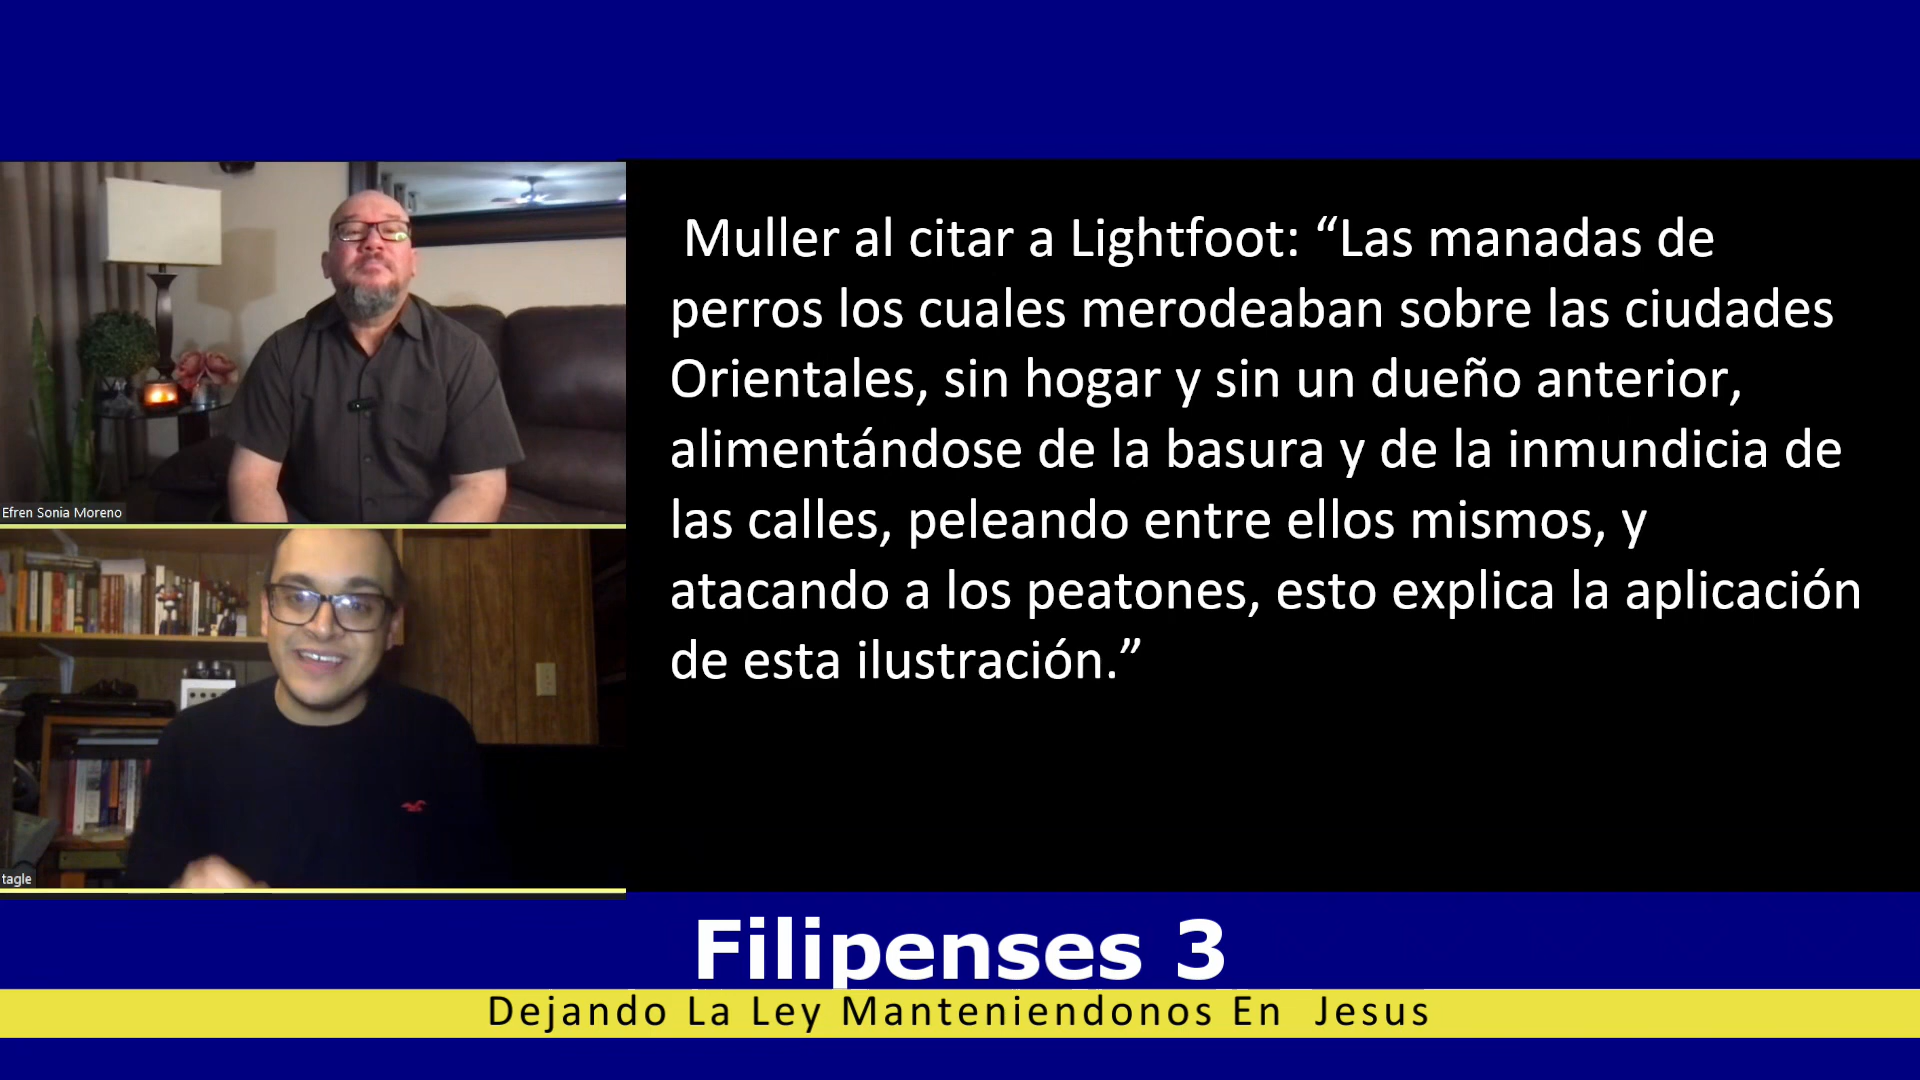 Muller al citar a Lightfoot: “Las manadas de
perros los cuales merodeaban sobre las ciudades
Orientales, sin hogar y sin un dueño anterior,
alimentándose de la basura y de la inmundicia de
las calles, peleando entre ellos mismos, y
atacando a los peatones, esto explica la aplicación
de esta ilustración.”
Efren Sonia Moreno
tagle
Filipenses 3
Dejando La Ley Manteniendonos En Jesus